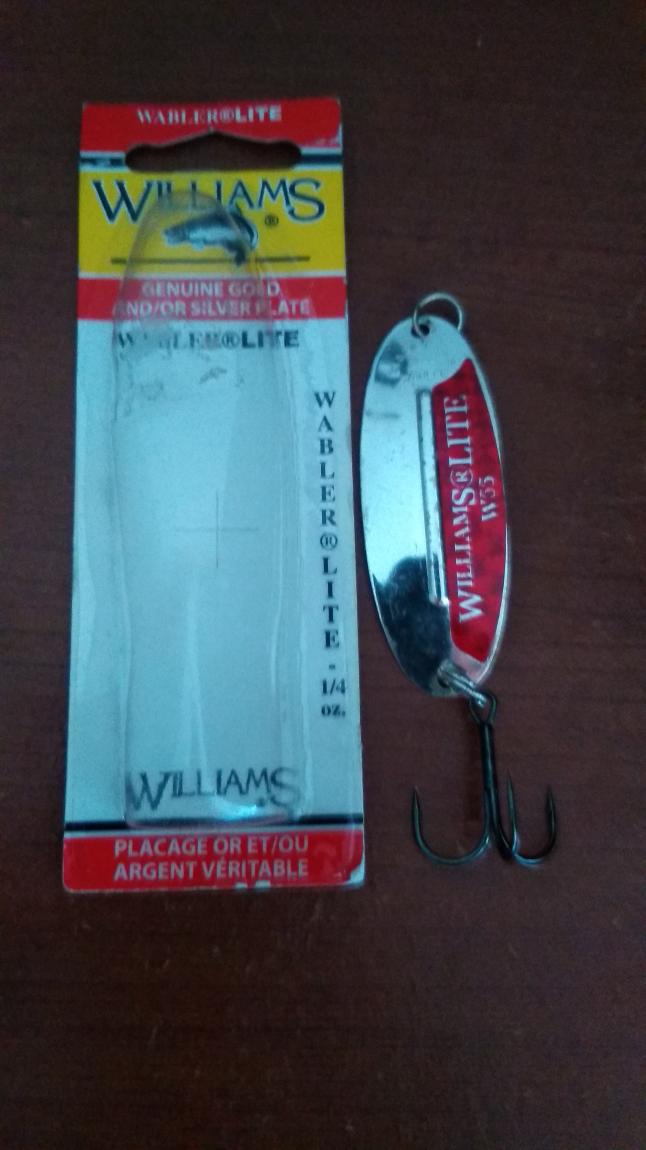 WABLER®LITE
WILLIAMS®
GENUINE GOLD
AND/OR SILVER PLATE
WABLER®LITE
WABLER®LITE - 1/4 oz.
WILLIAMS
PLACAGE OR ET/OU
ARGENT VÉRITABLE
WILLIAMS®LITE
W55